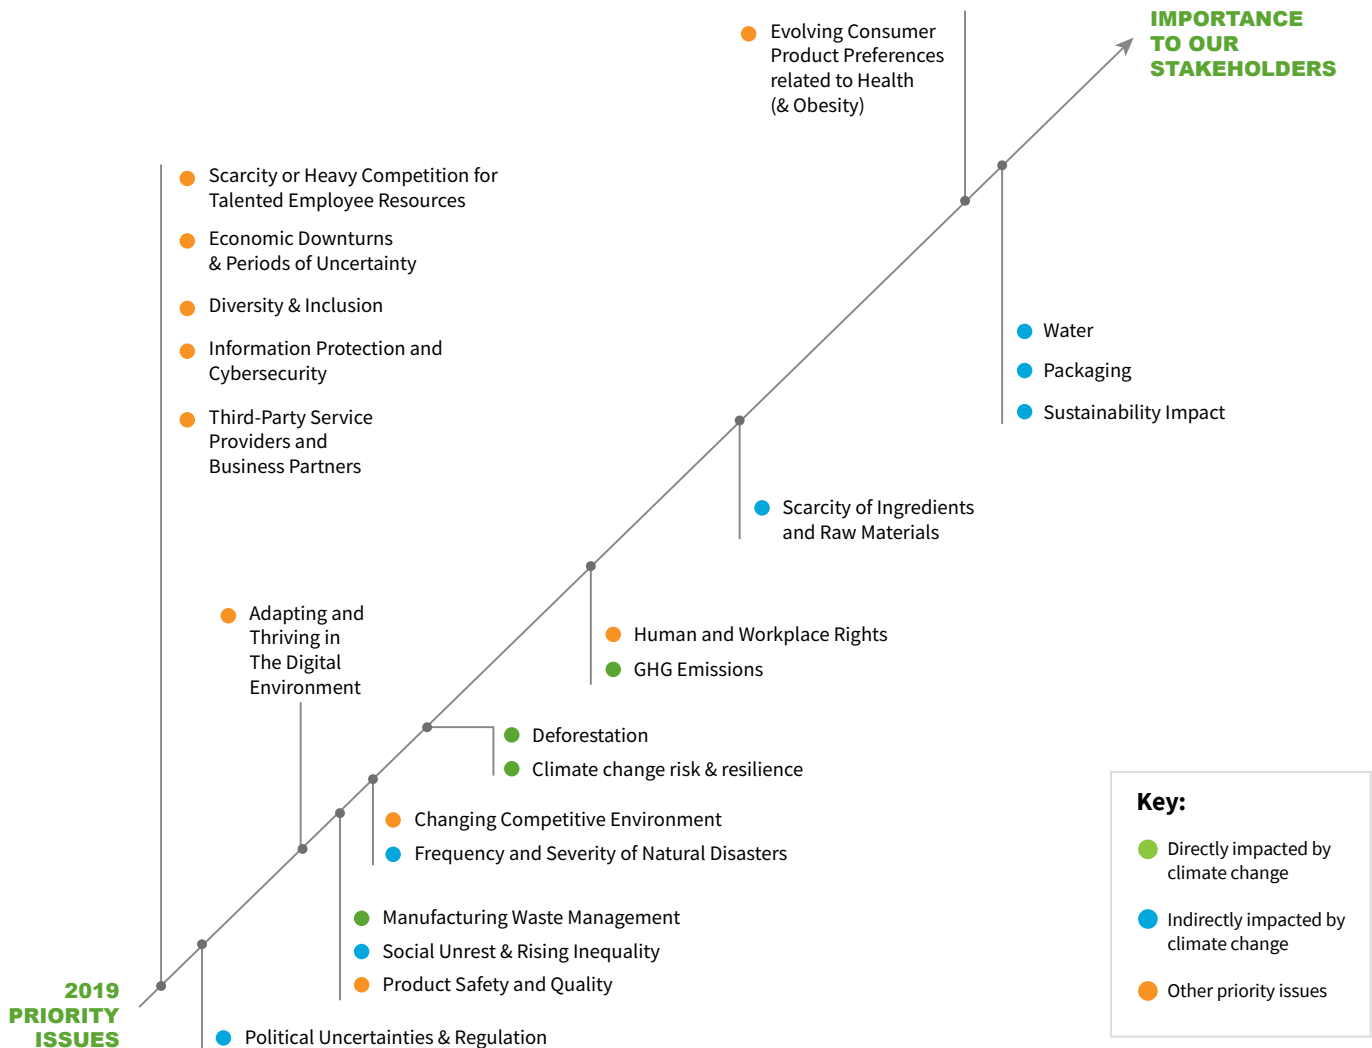 IMPORTANCE
TO OUR
STAKEHOLDERS
Evolving Consumer
Product Preferences
related to Health
(& Obesity)
Scarcity or Heavy Competition for
Talented Employee Resources
Economic Downturns
& Periods of Uncertainty
Diversity & Inclusion
Information Protection and
Cybersecurity
Third-Party Service
Providers and
Business Partners
Water
Packaging
Sustainability Impact
Scarcity of Ingredients
and Raw Materials
Adapting and
Thriving in
The Digital
Environment
Human and Workplace Rights
GHG Emissions
Deforestation
Climate change risk & resilience
Changing Competitive Environment
Frequency and Severity of Natural Disasters
Manufacturing Waste Management
Social Unrest & Rising Inequality
Product Safety and Quality
Political Uncertainties & Regulation
2019
PRIORITY
ISSUES
Key:
Directly impacted by
climate change
Indirectly impacted by
climate change
Other priority issues